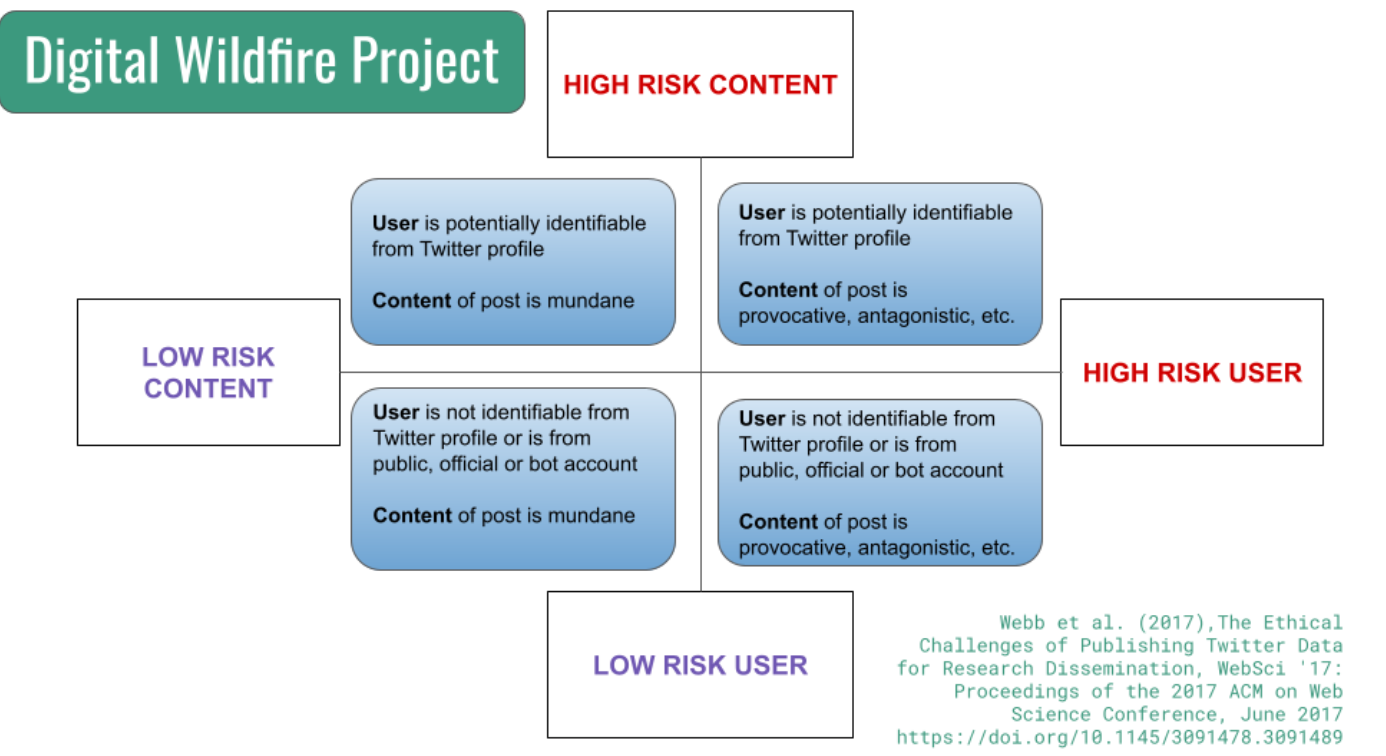 Digital Wildfire Project
HIGH RISK CONTENT
User is potentially identifiable
from Twitter profile
Content of post is mundane
User is potentially identifiable
from Twitter profile
Content of post is
provocative, antagonistic, etc.
LOW RISK
CONTENT
HIGH RISK USER
User is not identifiable from
Twitter profile or is from
public, official or bot account
Content of post is mundane
User is not identifiable from
Twitter profile or is from
public, official or bot account
Content of post is
provocative, antagonistic, etc.
LOW RISK USER
Webb et al. (2017),The Ethical
Challenges of Publishing Twitter Data
for Research Dissemination, WebSci '17:
Proceedings of the 2017 ACM on Web
Science Conference, June 2017
https://doi.org/10.1145/3091478.3091489